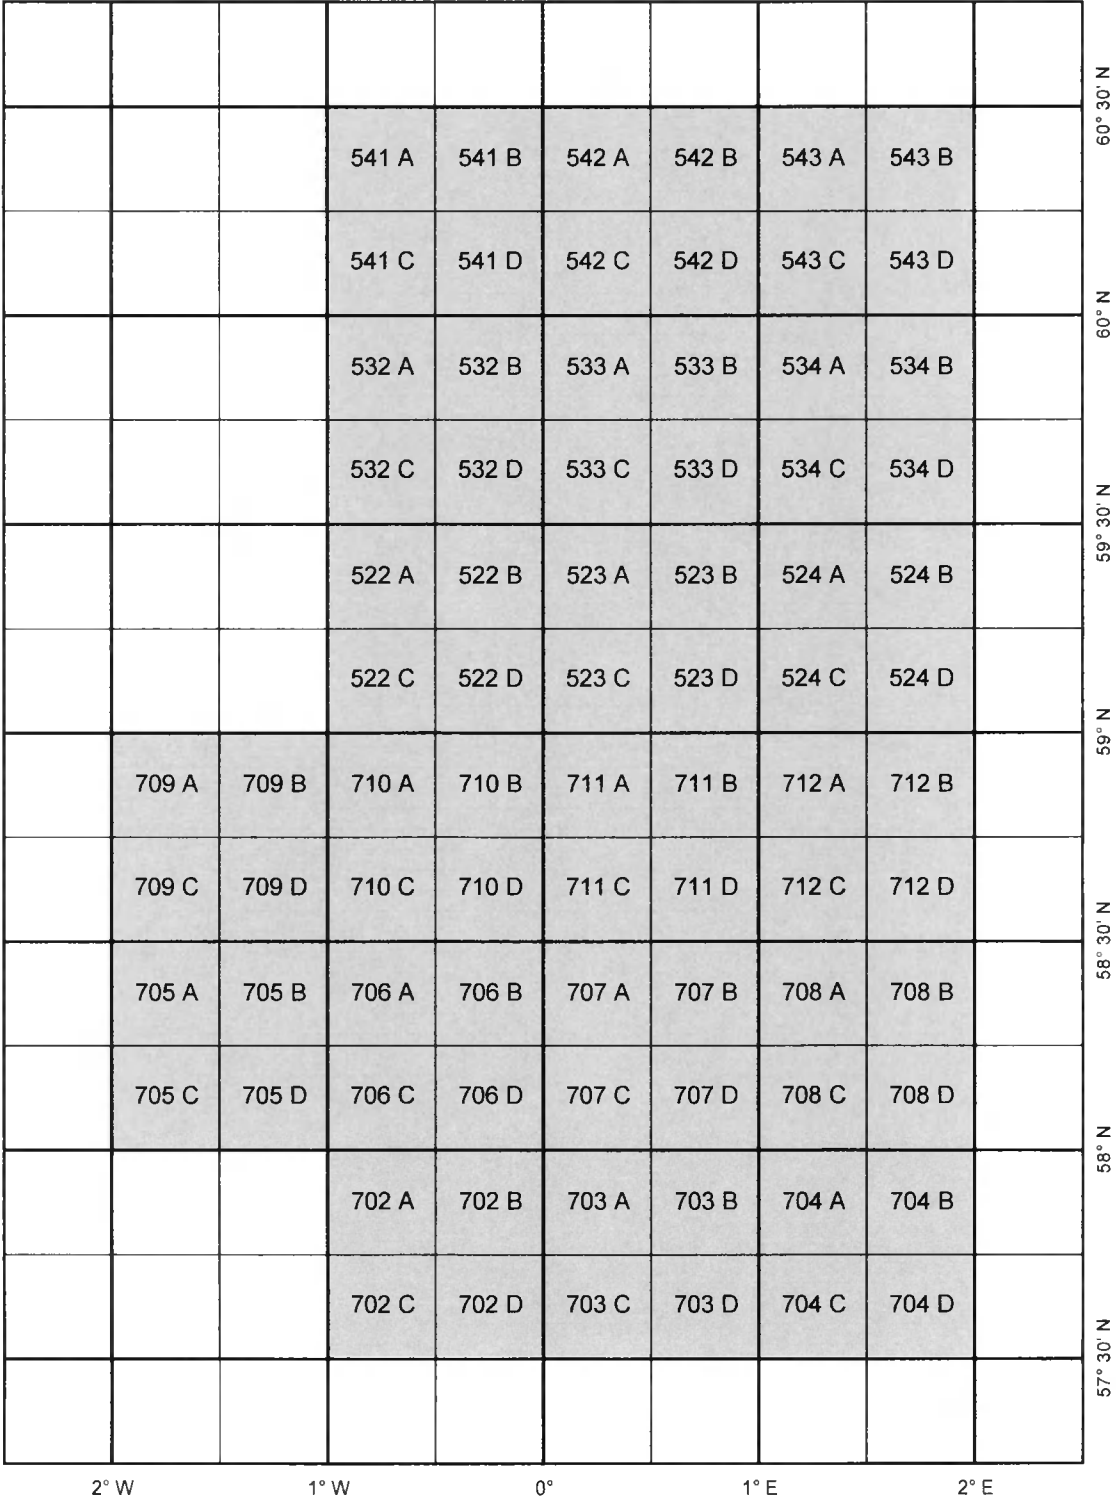 60° 30' N
541 A 541 B 542 A 542 B 543 A 543 B
541 C 541 D 542 C 542 D 543 C 543 D
60° N
532 A 532 B 533 A 533 B 534 A 534 B
532 C 532 D 533 C 533 D 534 C 534 D
59° 30' N
522 A 522 B 523 A 523 B 524 A 524 B
522 C 522 D 523 C 523 D 524 C 524 D
59° N
709 A 709 B 710 A 710 B 711 A 711 B 712 A 712 B
709 C 709 D 710 C 710 D 711 C 711 D 712 C 712 D
58° 30' N
705 A 705 B 706 A 706 B 707 A 707 B 708 A 708 B
705 C 705 D 706 C 706 D 707 C 707 D 708 C 708 D
58° N
702 A 702 B 703 A 703 B 704 A 704 B
702 C 702 D 703 C 703 D 704 C 704 D
57° 30' N
2° W 1° W 0° 1° E 2° E